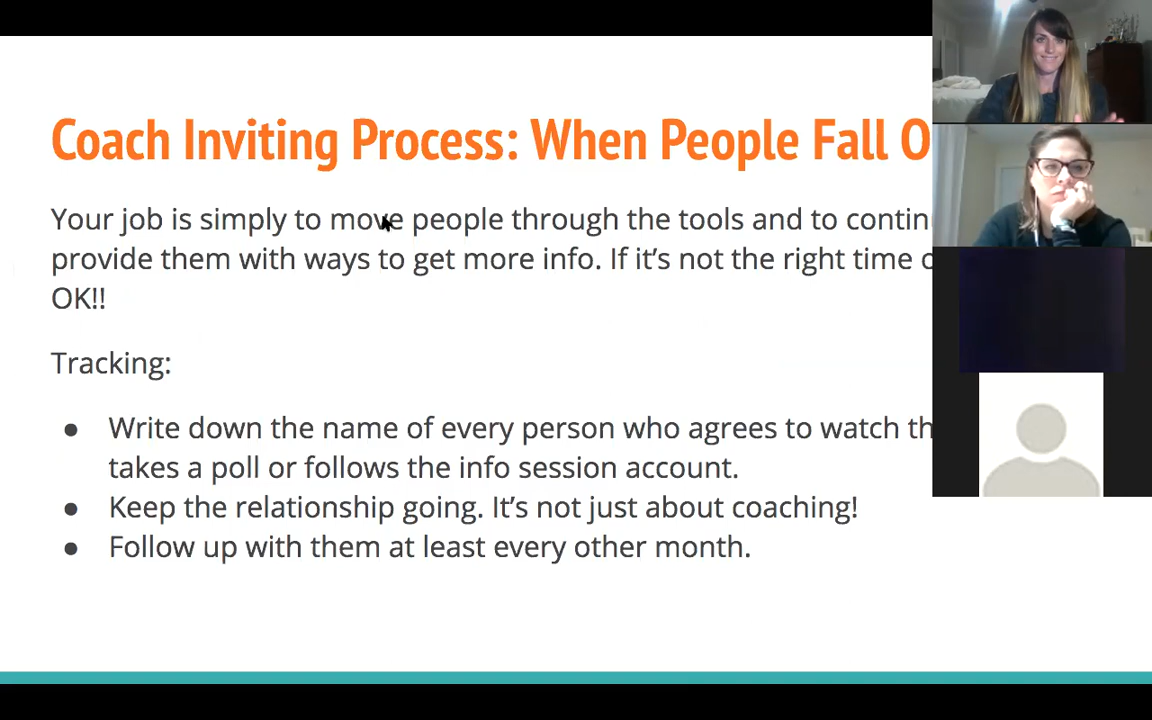 Coach Inviting Process: When People Fall O
Your job is simply to move people through the tools and to contin
provide them with ways to get more info. If it's not the right time
OK!!
Tracking:
● Write down the name of every person who agrees to watch th
takes a poll or follows the info session account.
● Keep the relationship going. It's not just about coaching!
● Follow up with them at least every other month.